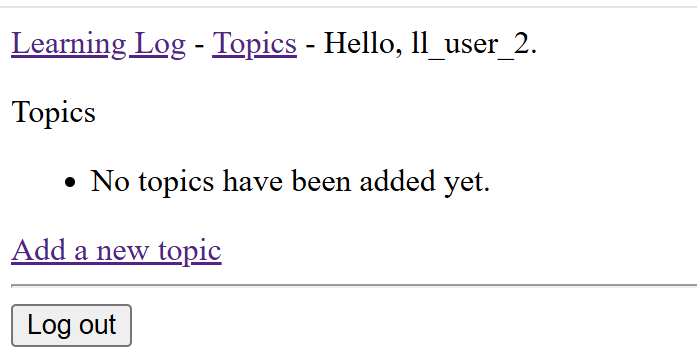 Learning Log - Topics - Hello, ll_user_2.
Topics
• No topics have been added yet.
Add a new topic
Log out